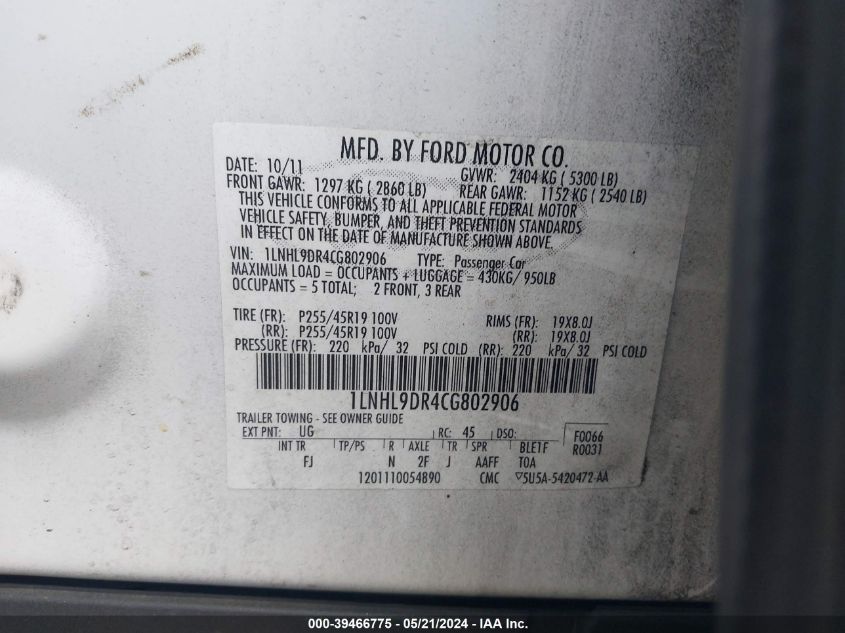 MFD. BY FORD MOTOR CO.
DATE: 10/11 GVWR: 2404 KG ( 5300 LB)
FRONT GAWR: 1297 KG ( 2860 LB) REAR GAWR: 1152 KG ( 2540 LB)
THIS VEHICLE CONFORMS TO ALL APPLICABLE FEDERAL MOTOR
VEHICLE SAFETY, BUMPER, AND THEFT PREVENTION STANDARDS
IN EFFECT ON THE DATE OF MANUFACTURE SHOWN ABOVE.
VIN: 1LNHL9DR4CG802906 TYPE: Passenger Car
MAXIMUM LOAD = OCCUPANTS + LUGGAGE = 430KG/ 950LB
OCCUPANTS = 5 TOTAL; 2 FRONT, 3 REAR
TIRE (FR): P255/45R19 100V RIMS (FR): 19X8.0J
(RR): P255/45R19 100V (RR): 19X8.0J
PRESSURE (FR): 220 kPa/ 32 PSI COLD (RR): 220 kPa/ 32 PSI COLD
1LNHL9DR4CG802906
TRAILER TOWING - SEE OWNER GUIDE
EXT PNT: UG RC: 45 DSO: F0066
R0031
INT TR TP/PS R AXLE TR SPR BLE1F
FJ N 2F J AAFF TOA
1201110054890 CMC ▽5U5A-5420472-AA
000-39466775 - 05/21/2024 - IAA Inc.